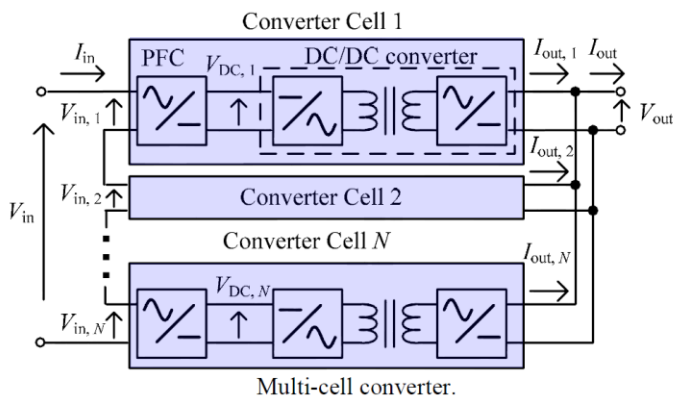 Converter Cell 1
I_in
PFC
V_DC, 1
DC/DC converter
I_out, 1
I_out
V_in, 1
V_out
I_out, 2
V_in, 2
Converter Cell 2
V_in
Converter Cell N
I_out, N
V_DC, N
V_in, N
Multi-cell converter.